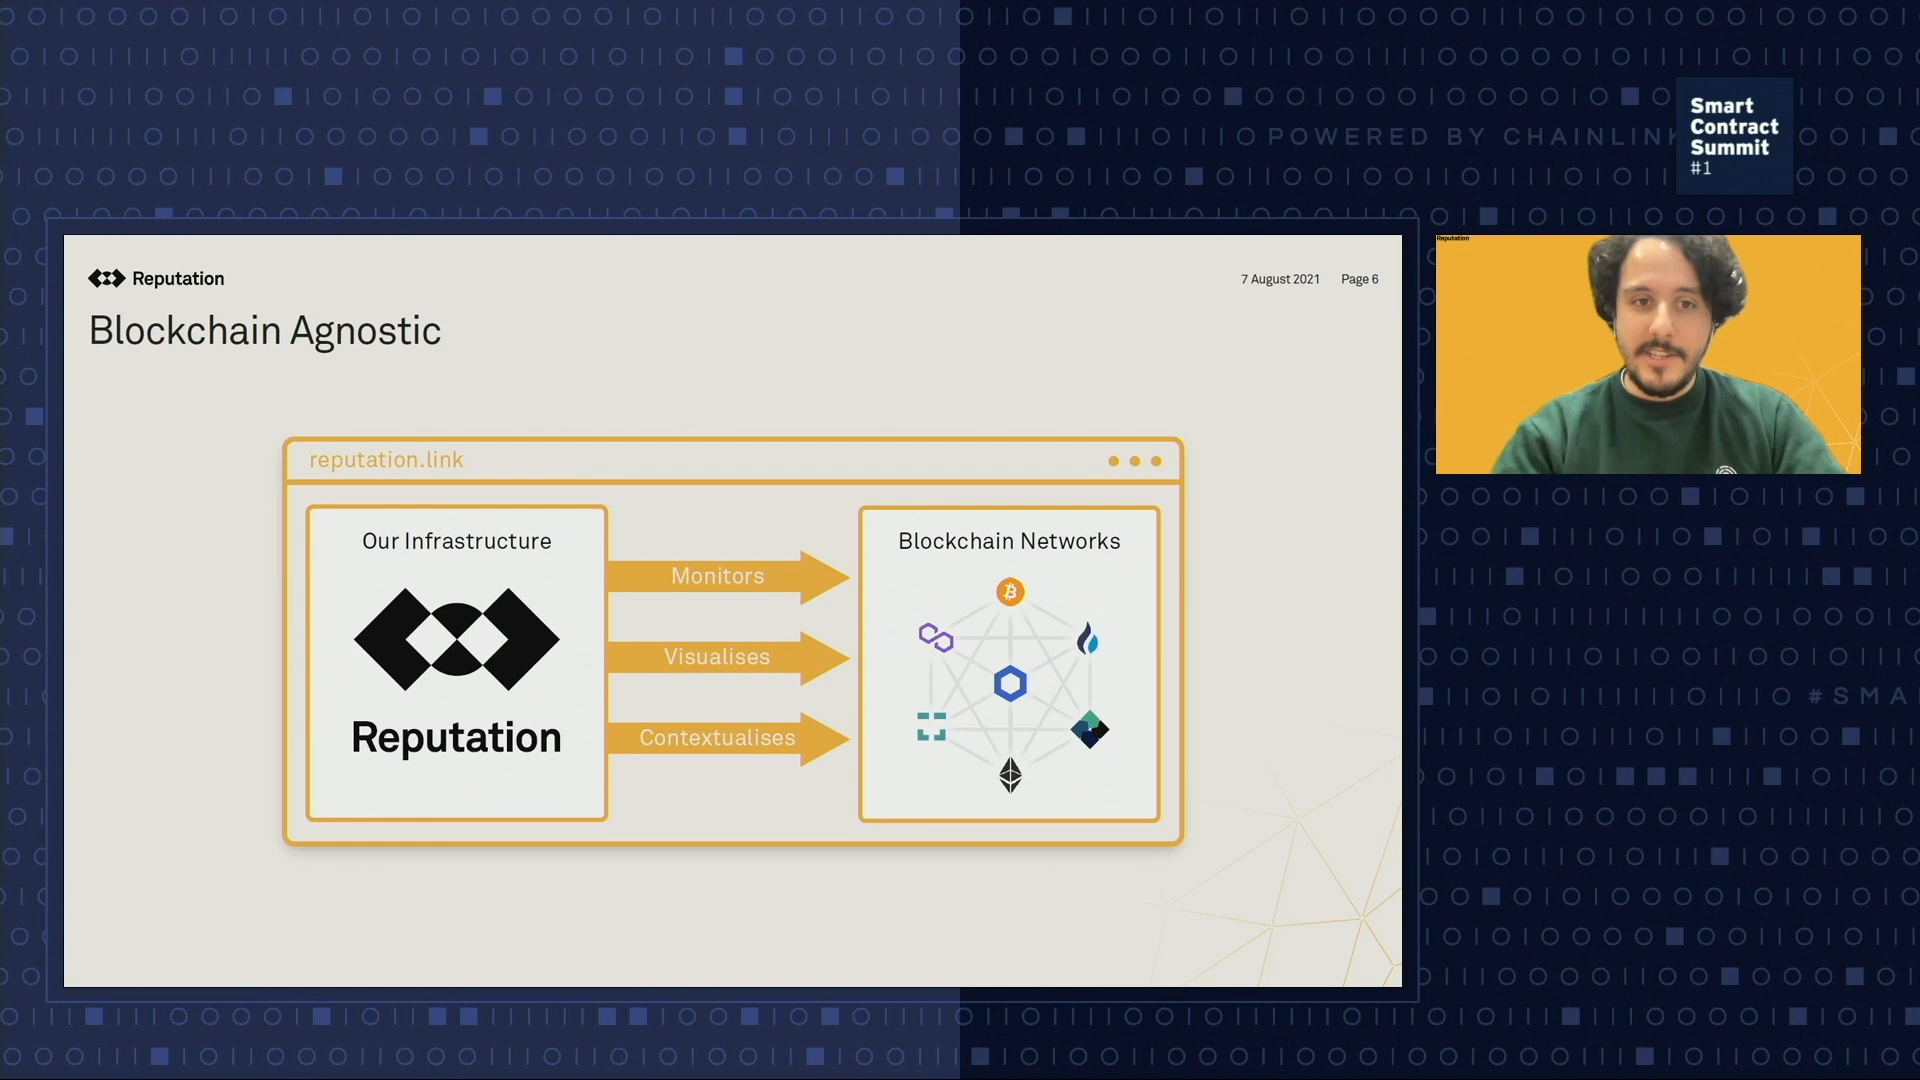 POWERED BY CHAINLINK
Smart
Contract
Summit
#1
Reputation
7 August 2021 Page 6
Reputation
Blockchain Agnostic
reputation.link
Our Infrastructure
Blockchain Networks
Monitors
Visualises
Contextualises
Reputation
#SMA